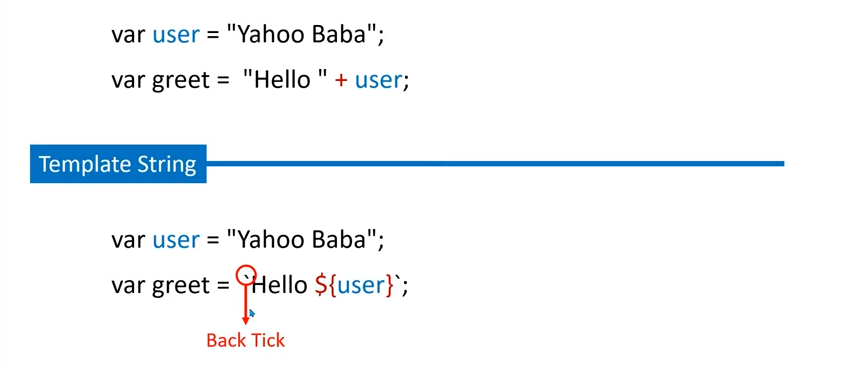 var user = "Yahoo Baba";
var greet =  "Hello " + user;
Template String
var user = "Yahoo Baba";
var greet = `Hello ${user}`;
Back Tick